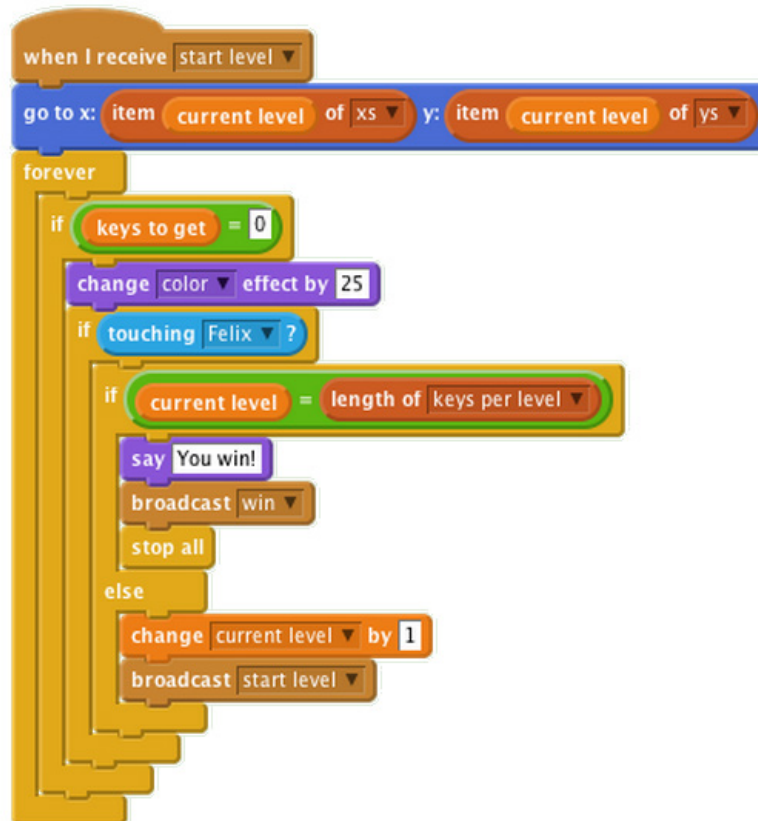 when I receive start level
go to x: item current level of xs y: item current level of ys
forever
if keys to get = 0
change color effect by 25
if touching Felix ?
if current level = length of keys per level
say You win!
broadcast win
stop all
else
change current level by 1
broadcast start level